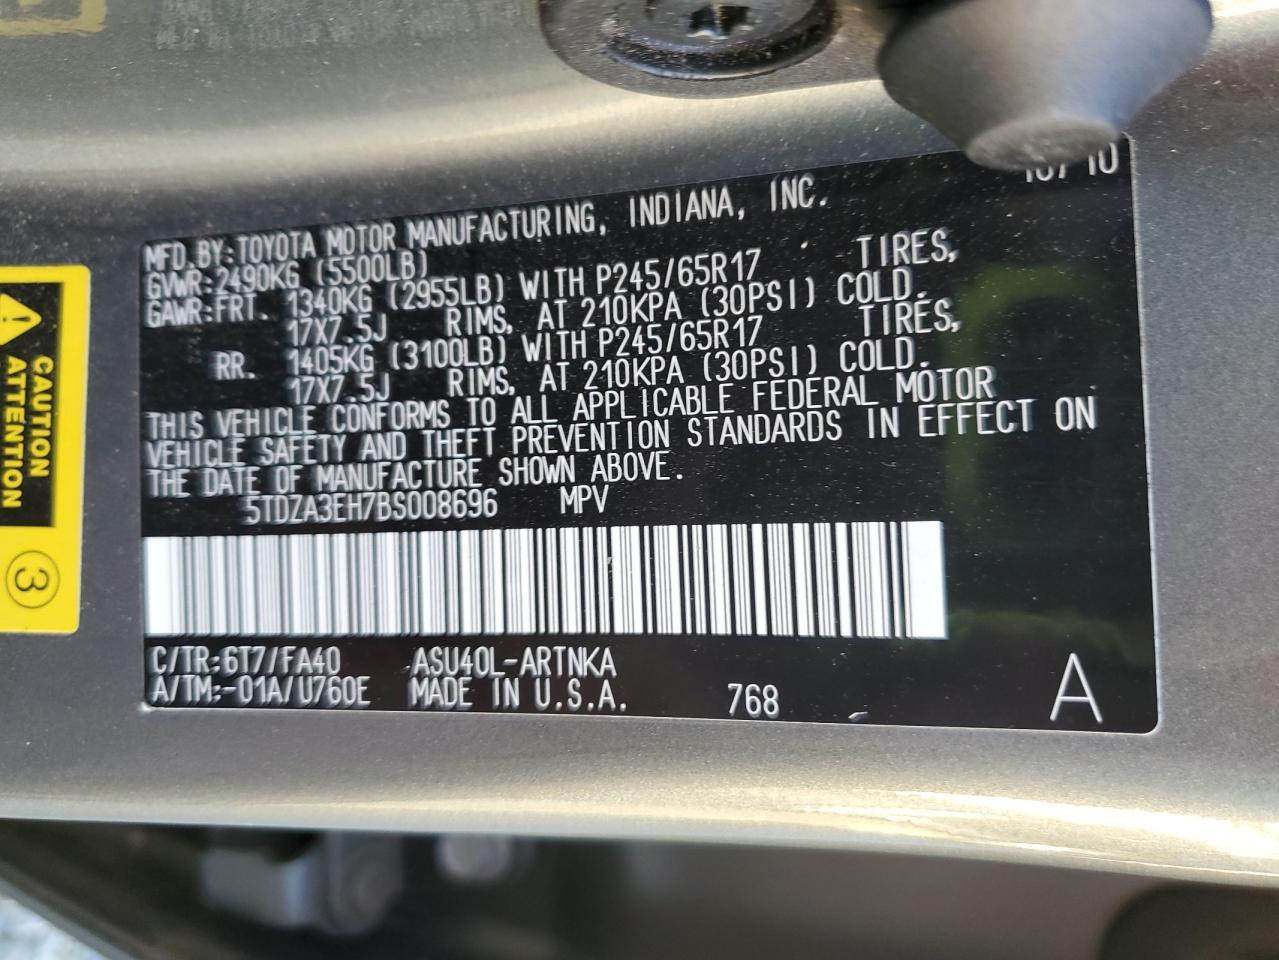 MFD. BY: TOYOTA MOTOR MANUFACTURING, INDIANA, INC.
GVWR: 2490KG (5500LB)
GAWR: FRT. 1340KG (2955LB) WITH P245/65R17 TIRES,
17X7.5J RIMS, AT 210KPA (30PSI) COLD.
RR. 1405KG (3100LB) WITH P245/65R17 TIRES,
17X7.5J RIMS, AT 210KPA (30PSI) COLD.
THIS VEHICLE CONFORMS TO ALL APPLICABLE FEDERAL MOTOR
VEHICLE SAFETY AND THEFT PREVENTION STANDARDS IN EFFECT ON
THE DATE OF MANUFACTURE SHOWN ABOVE.
5TDZA3EH7BS008696 MPV
C/TR: 6T7/FA40 ASU40L-ARTNKA
A/TM: -01A/U760E MADE IN U.S.A. 768 A
CAUTION
ATTENTION
3